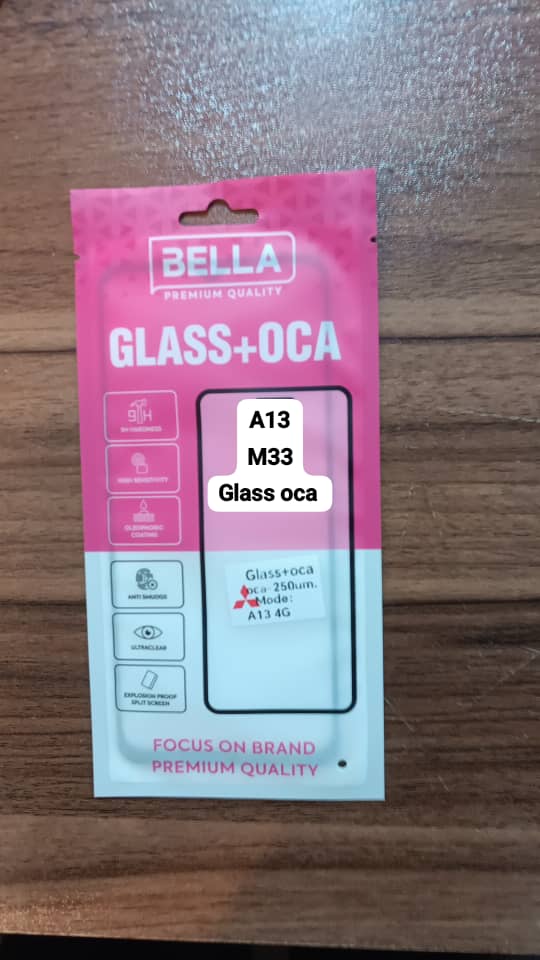 BELLA
PREMIUM QUALITY
GLASS+OCA
9H
9H HARDNESS
HIGH SENSITIVITY
OLEOPHOBIC
COATING
ANTI SMUDGE
ULTRACLEAR
EXPLOSION PROOF
SPLIT SCREEN
A13
M33
Glass oca
Glass+oca
oca-250um.
Mode:
A13 4G
FOCUS ON BRAND
PREMIUM QUALITY